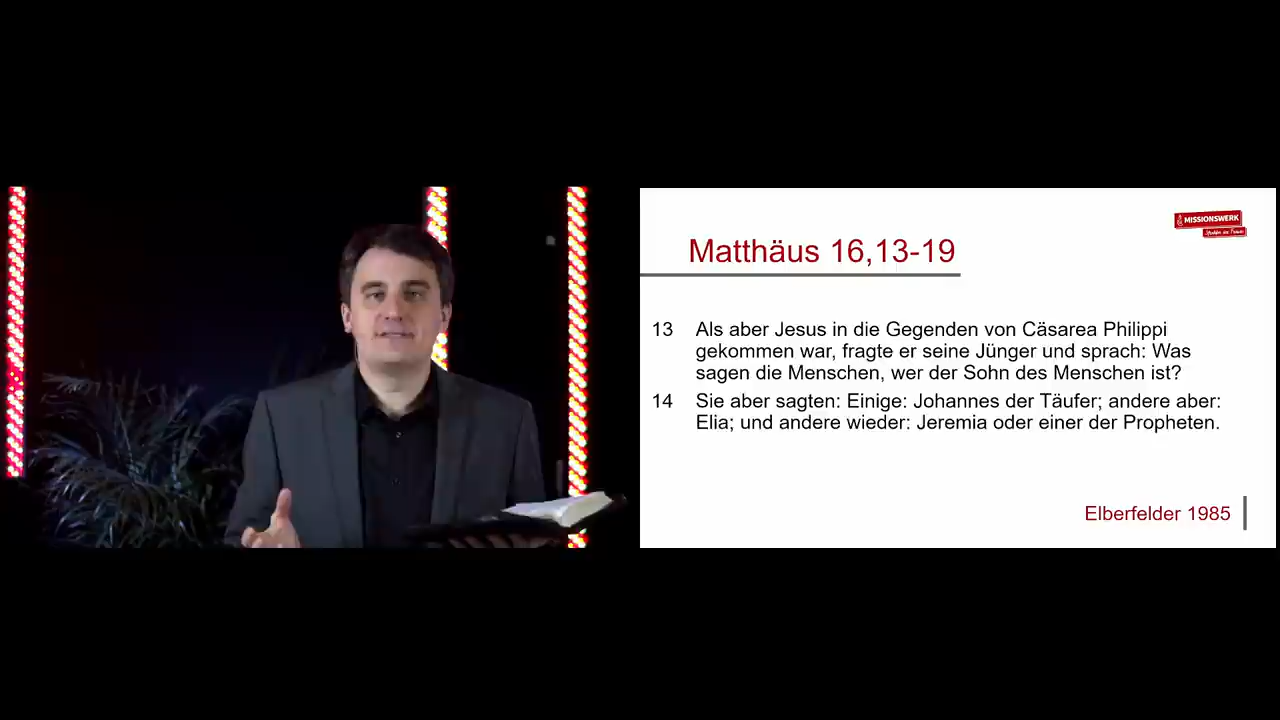 MISSIONSWERK
Matthäus 16,13-19
13 Als aber Jesus in die Gegenden von Cäsarea Philippi
gekommen war, fragte er seine Jünger und sprach: Was
sagen die Menschen, wer der Sohn des Menschen ist?
14 Sie aber sagten: Einige: Johannes der Täufer; andere aber:
Elia; und andere wieder: Jeremia oder einer der Propheten.
Elberfelder 1985